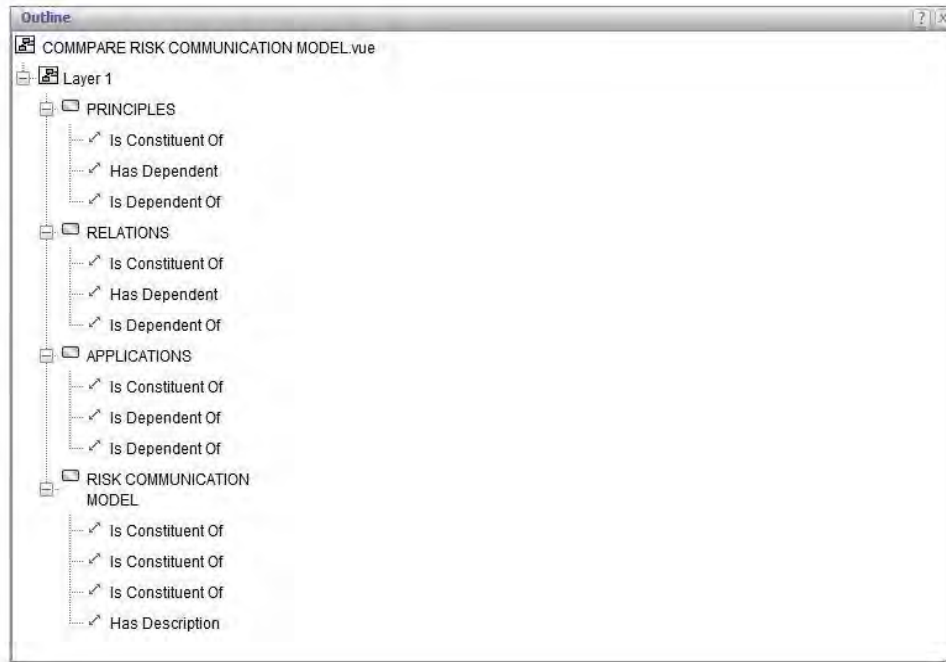 Outline
COMMPARE RISK COMMUNICATION MODEL.vue
Layer 1
PRINCIPLES
Is Constituent Of
Has Dependent
Is Dependent Of
RELATIONS
Is Constituent Of
Has Dependent
Is Dependent Of
APPLICATIONS
Is Constituent Of
Is Dependent Of
Is Dependent Of
RISK COMMUNICATION
MODEL
Is Constituent Of
Is Constituent Of
Is Constituent Of
Has Description